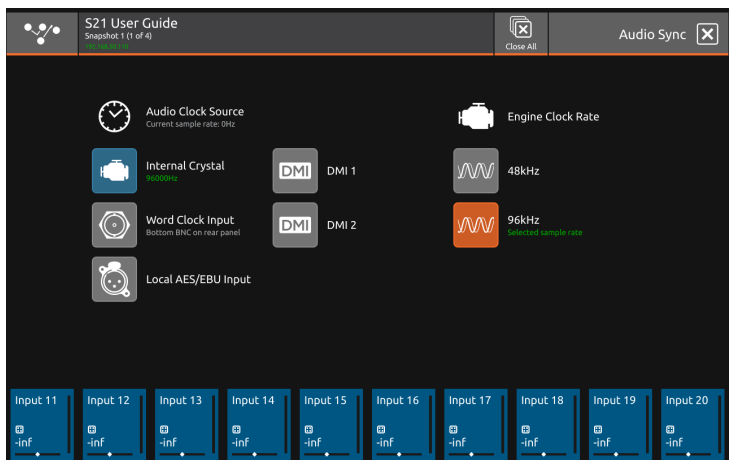 S21 User Guide
Snapshot 1 (1 of 4)
192.168.50.110
Close All
Audio Sync
Audio Clock Source
Current sample rate: 0Hz
Engine Clock Rate
Internal Crystal
96000Hz
DMI
DMI 1
48kHz
Word Clock Input
Bottom BNC on rear panel
DMI
DMI 2
96kHz
Selected sample rate
Local AES/EBU Input
Input 11
-inf
Input 12
-inf
Input 13
-inf
Input 14
-inf
Input 15
-inf
Input 16
-inf
Input 17
-inf
Input 18
-inf
Input 19
-inf
Input 20
-inf